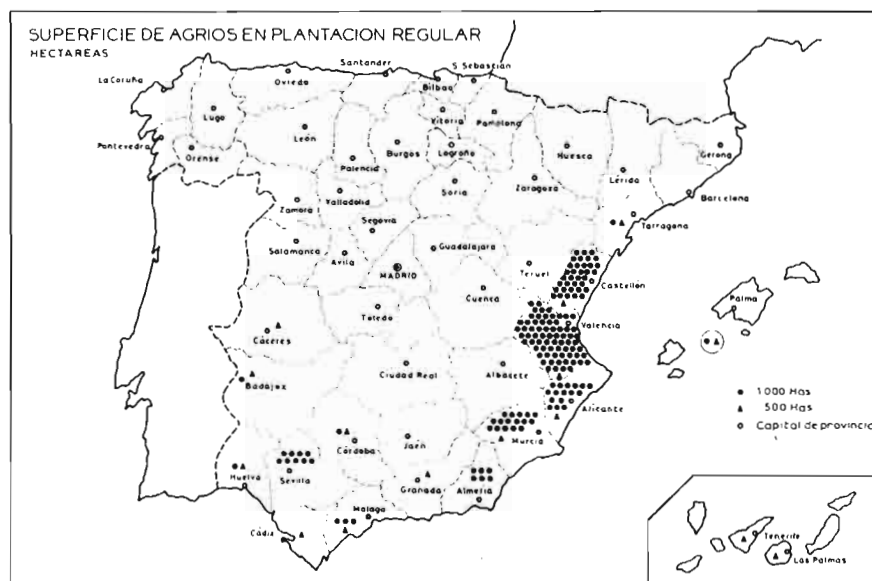 SUPERFICIE DE AGRIOS EN PLANTACION REGULAR
HECTAREAS
La Coruña
Oviedo
Santander
Bilbao
S. Sebastián
Lugo
Vitoria
Pamplona
Pontevedra
Orense
León
Palencia
Burgos
Logroño
Huesca
Gerona
Lérida
Barcelona
Zamora
Valladolid
Soria
Zaragoza
Tarragona
Segovia
Salamanca
Avila
MADRID
Guadalajara
Teruel
Castellón
Cuenca
Palma
Toledo
Valencia
Cáceres
Badajoz
Ciudad Real
Albacete
Alicante
1000 Has
500 Has
Capital de provincia
Murcia
Córdoba
Jaén
Huelva
Sevilla
Granada
Almería
Malaga
Cádiz
Tenerife
Las Palmas